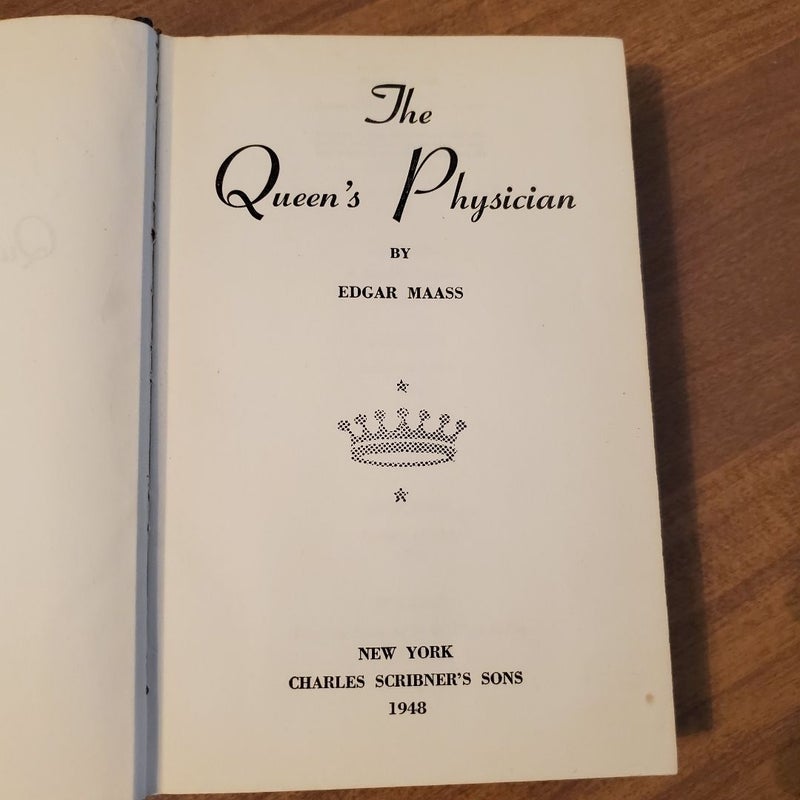 The
Queen's Physician
BY
EDGAR MAASS
NEW YORK
CHARLES SCRIBNER'S SONS
1948